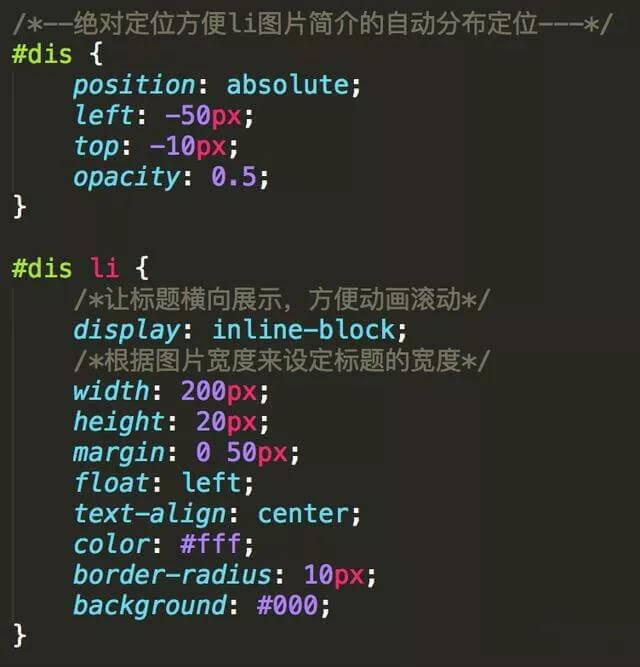 /*--绝对定位方便li图片简介的自动分布定位---*/
#dis {
    position: absolute;
    left: -50px;
    top: -10px;
    opacity: 0.5;
}

#dis li {
    /*让标题横向展示，方便动画滚动*/
    display: inline-block;
    /*根据图片宽度来设定标题的宽度*/
    width: 200px;
    height: 20px;
    margin: 0 50px;
    float: left;
    text-align: center;
    color: #fff;
    border-radius: 10px;
    background: #000;
}